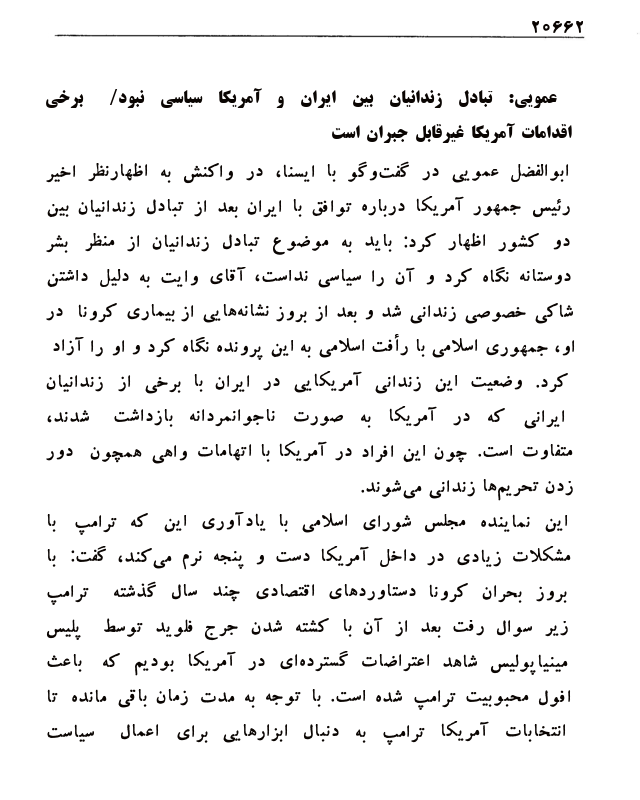 ۲۰۶۶۲
عمویی: تبادل زندانیان بین ایران و آمریکا سیاسی نبود/ برخی
اقدامات آمریکا غیرقابل جبران است
ابوالفضل عمویی در گفت‌وگو با ایسنا، در واکنش به اظهارنظر اخیر
رئیس جمهور آمریکا درباره توافق با ایران بعد از تبادل زندانیان بین
دو کشور اظهار کرد: باید به موضوع تبادل زندانیان از منظر بشر
دوستانه نگاه کرد و آن را سیاسی نداست، آقای وایت به دلیل داشتن
شاکی خصوصی زندانی شد و بعد از بروز نشانه‌هایی از بیماری کرونا در
او، جمهوری اسلامی با رأفت اسلامی به این پرونده نگاه کرد و او را آزاد
کرد. وضعیت این زندانی آمریکایی در ایران با برخی از زندانیان
ایرانی که در آمریکا به صورت ناجوانمردانه بازداشت شدند،
متفاوت است. چون این افراد در آمریکا با اتهامات واهی همچون دور
زدن تحریم‌ها زندانی می‌شوند.
این نماینده مجلس شورای اسلامی با یادآوری این که ترامپ با
مشکلات زیادی در داخل آمریکا دست و پنجه نرم می‌کند، گفت: با
بروز بحران کرونا دستاوردهای اقتصادی چند سال گذشته ترامپ
زیر سوال رفت بعد از آن با کشته شدن جرج فلوید توسط پلیس
مینیاپولیس شاهد اعتراضات گسترده‌ای در آمریکا بودیم که باعث
افول محبوبیت ترامپ شده است. با توجه به مدت زمان باقی مانده تا
انتخابات آمریکا ترامپ به دنبال ابزارهایی برای اعمال سیاست